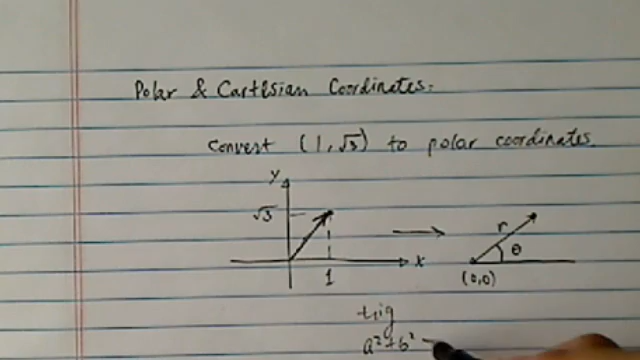 Polar & Cartesian Coordinates:
Convert (1, √3) to polar coordinates.
y
√3
1
x
r
θ
(0,0)
trig
a² + b²